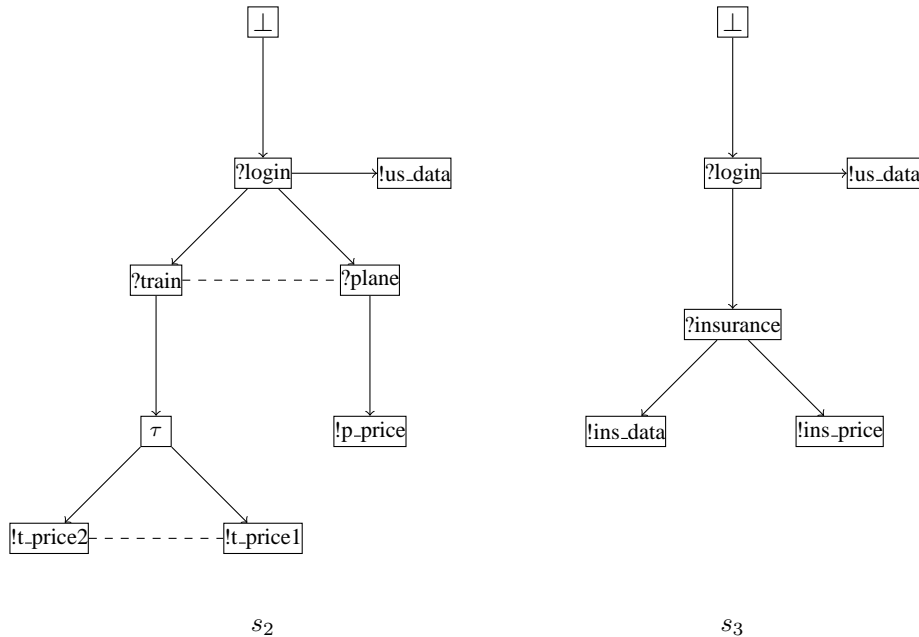 ⊥ ⊥
?login !us_data ?login !us_data
?train ?plane
?insurance
τ !p_price !ins_data !ins_price
!t_price2 !t_price1
s₂ s₃